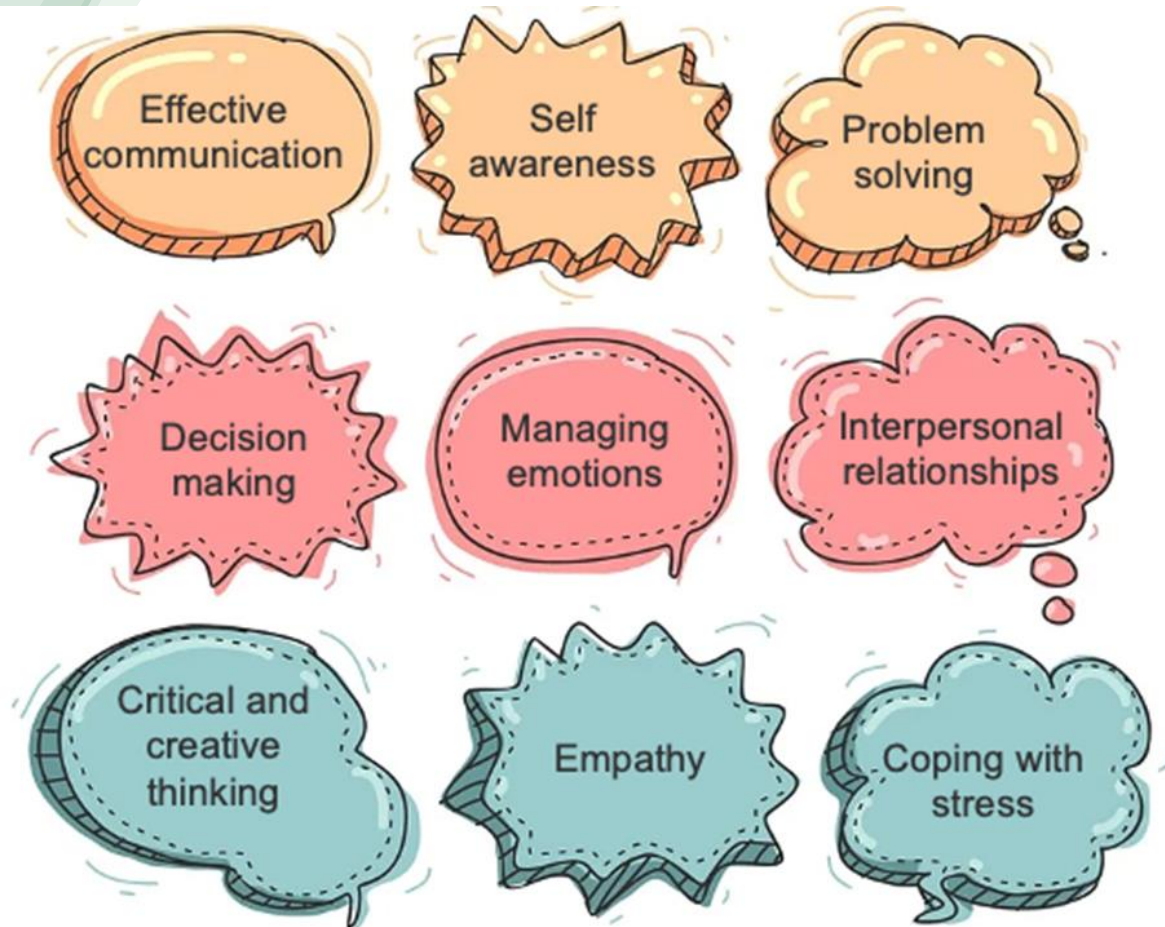 Effective
communication
Self
awareness
Problem
solving
Decision
making
Managing
emotions
Interpersonal
relationships
Critical and
creative
thinking
Empathy
Coping with
stress